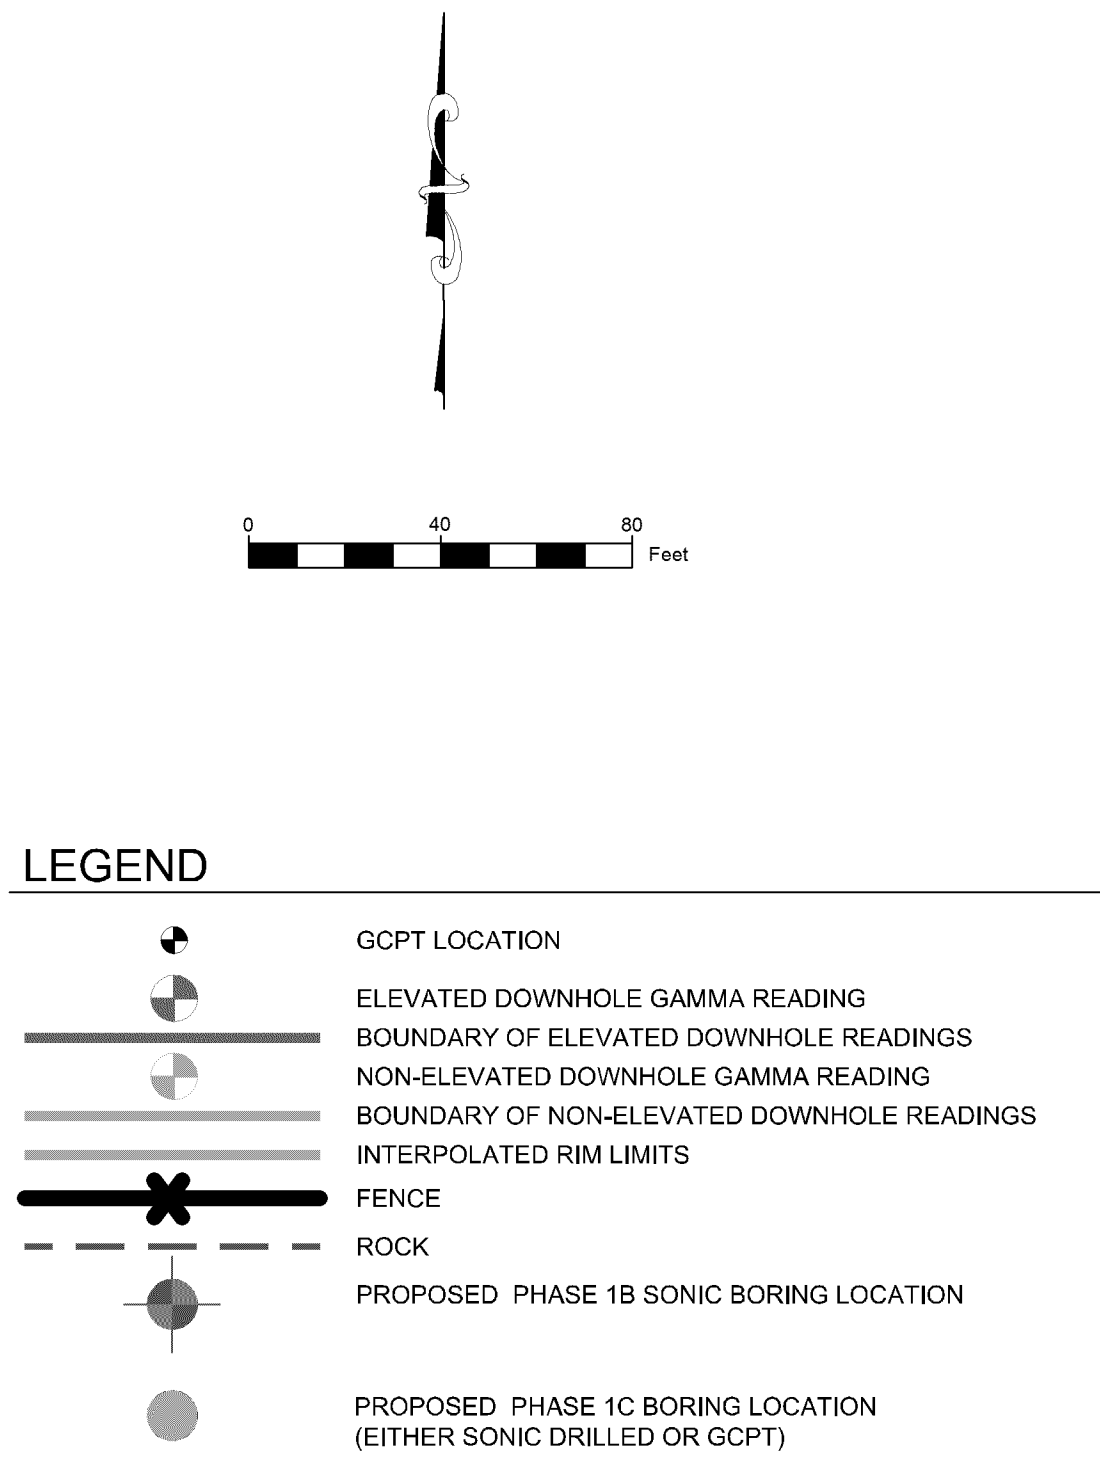 0 40 80
Feet
LEGEND
GCPT LOCATION
ELEVATED DOWNHOLE GAMMA READING
BOUNDARY OF ELEVATED DOWNHOLE READINGS
NON-ELEVATED DOWNHOLE GAMMA READING
BOUNDARY OF NON-ELEVATED DOWNHOLE READINGS
INTERPOLATED RIM LIMITS
FENCE
ROCK
PROPOSED PHASE 1B SONIC BORING LOCATION
PROPOSED PHASE 1C BORING LOCATION
(EITHER SONIC DRILLED OR GCPT)